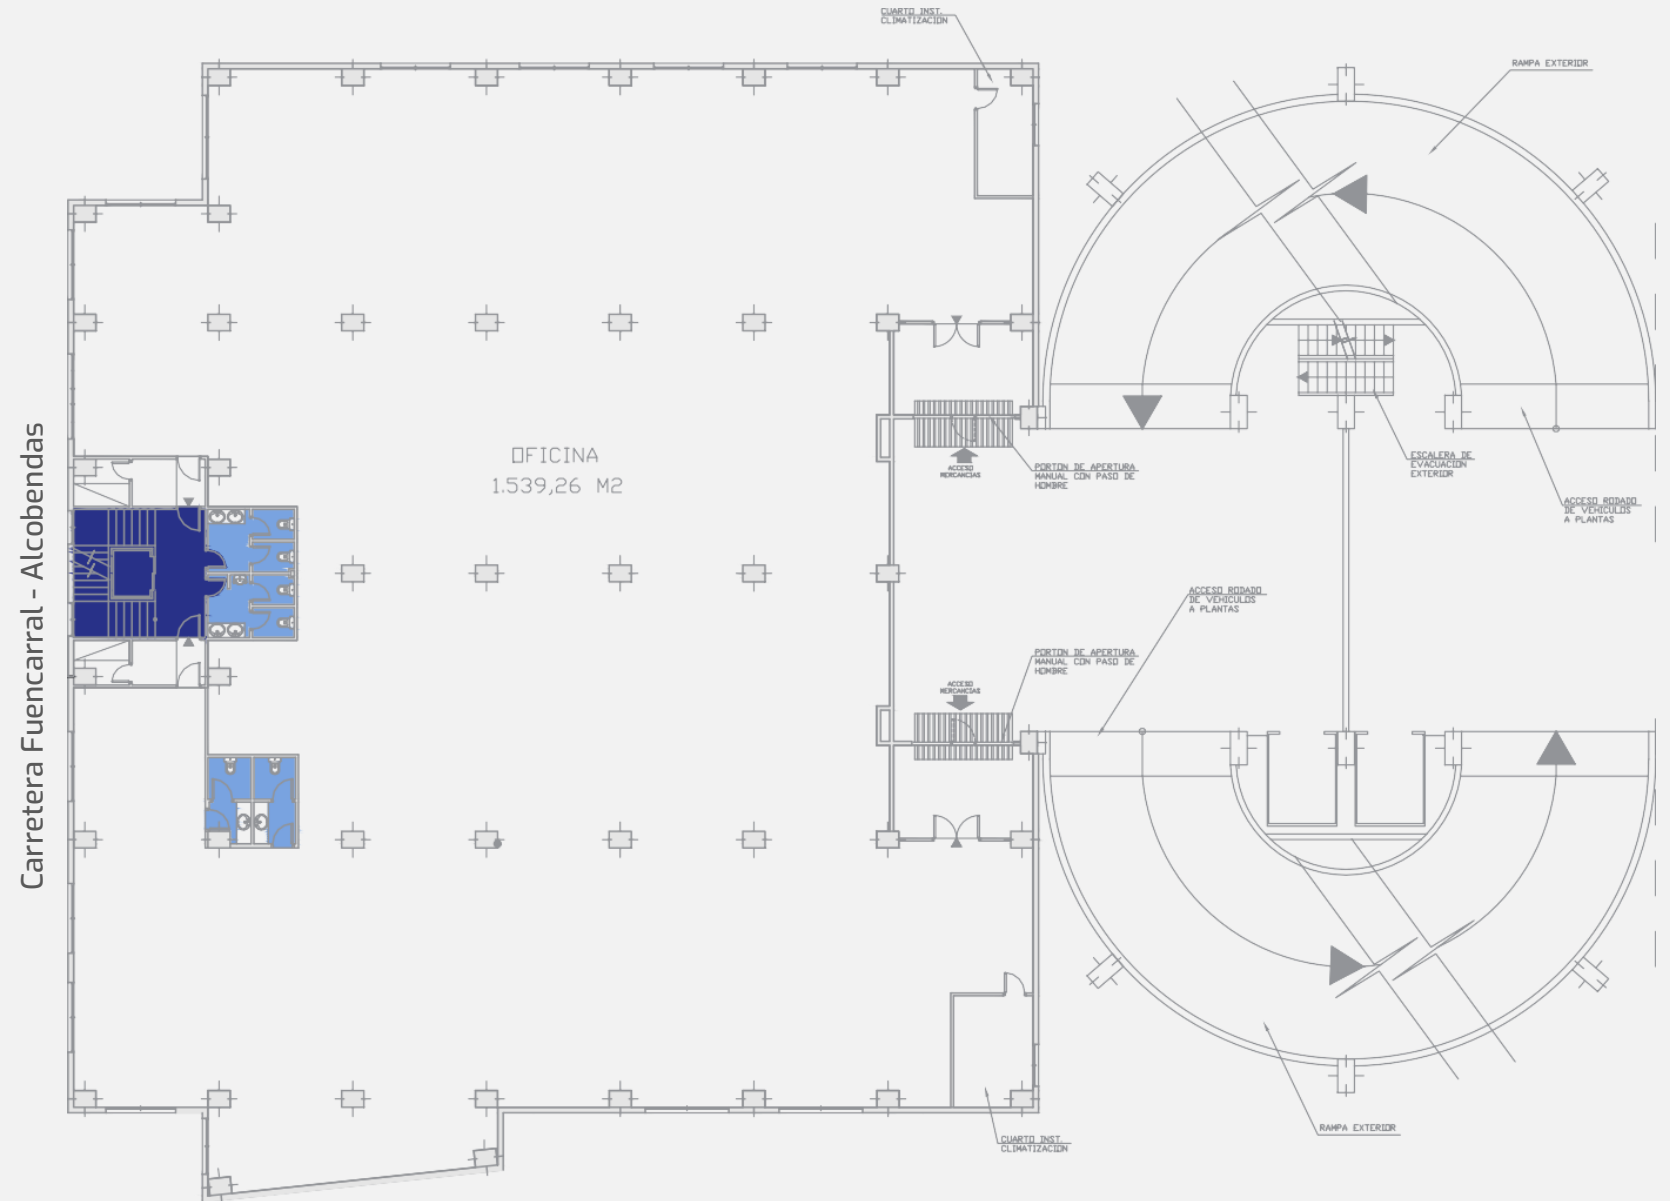 CUARTO INST.
CLIMATIZACION
RAMPA EXTERIOR
Carretera Fuencarral - Alcobendas
OFICINA
1.539,26 M2
ACCESO
MERCANCIAS
PORTON DE APERTURA
MANUAL CON PASO DE
HOMBRE
ESCALERA DE
EVACUACION
EXTERIOR
ACCESO RODADO
DE VEHICULOS
A PLANTAS
ACCESO RODADO
DE VEHICULOS
A PLANTAS
PORTON DE APERTURA
MANUAL CON PASO DE
HOMBRE
ACCESO
MERCANCIAS
CUARTO INST.
CLIMATIZACION
RAMPA EXTERIOR